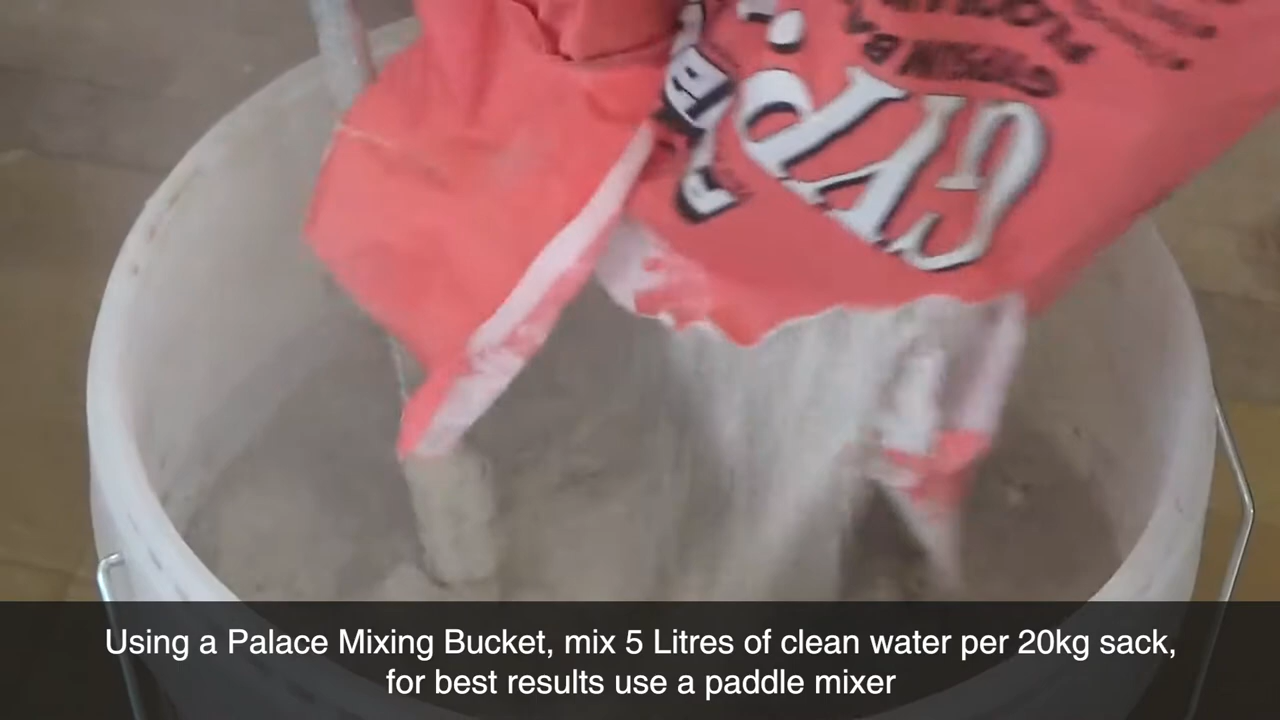 GYP
Using a Palace Mixing Bucket, mix 5 Litres of clean water per 20kg sack,
for best results use a paddle mixer